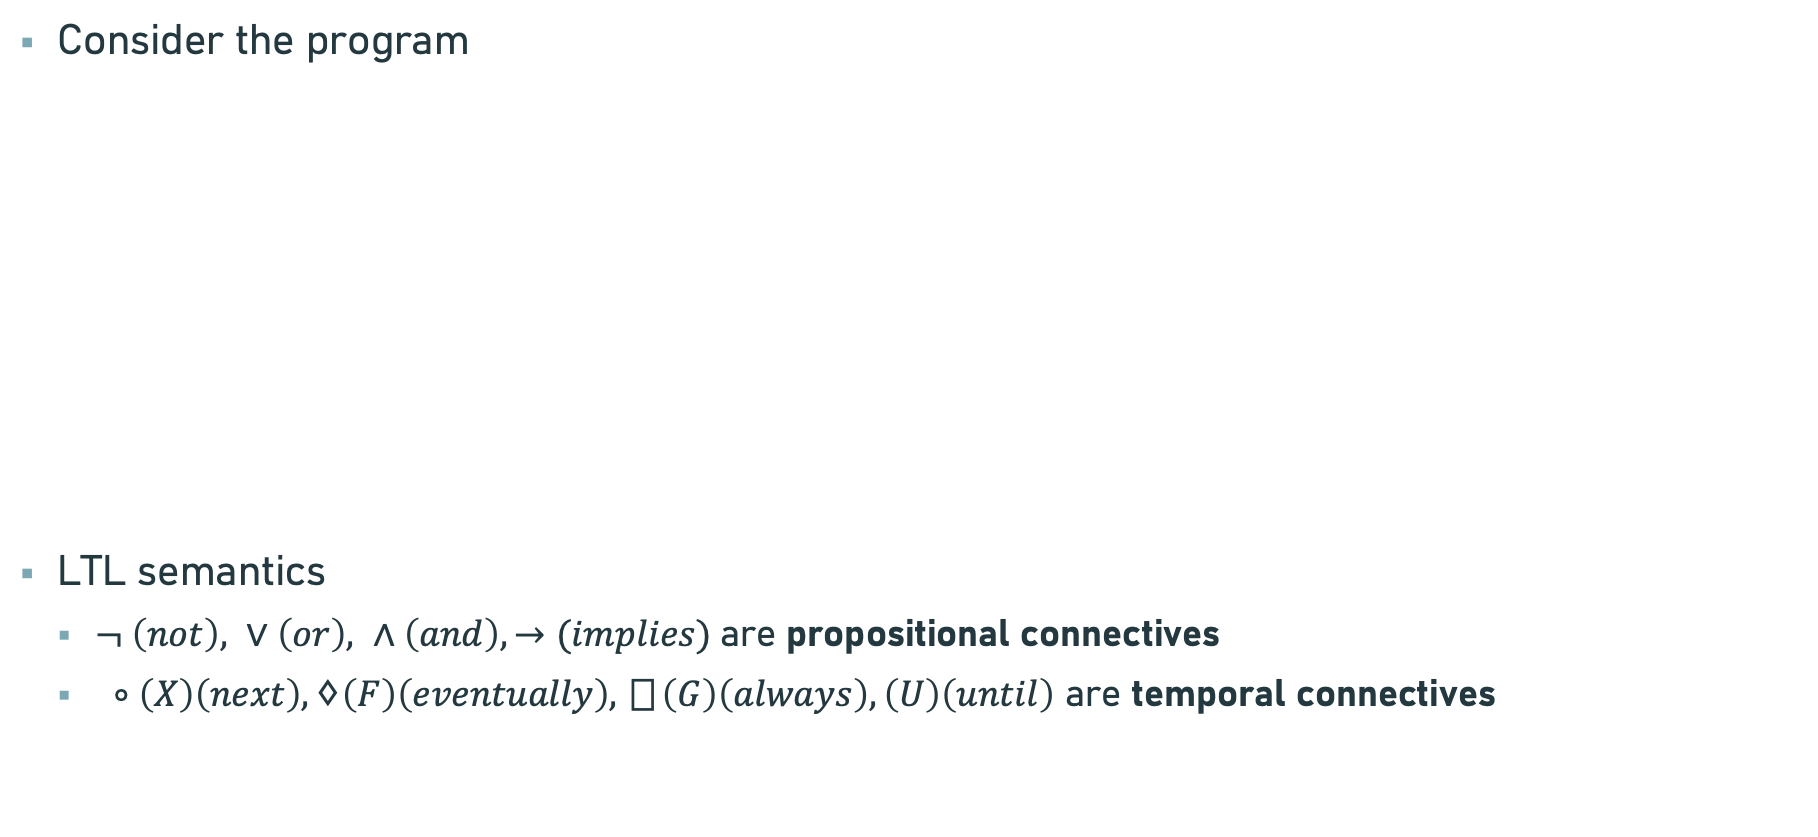 ▪ Consider the program
▪ LTL semantics
▪ ¬ (not), ∨ (or), ∧ (and), → (implies) are propositional connectives
▪ ∘ (X)(next), ◊ (F)(eventually), □ (G)(always), (U)(until) are temporal connectives